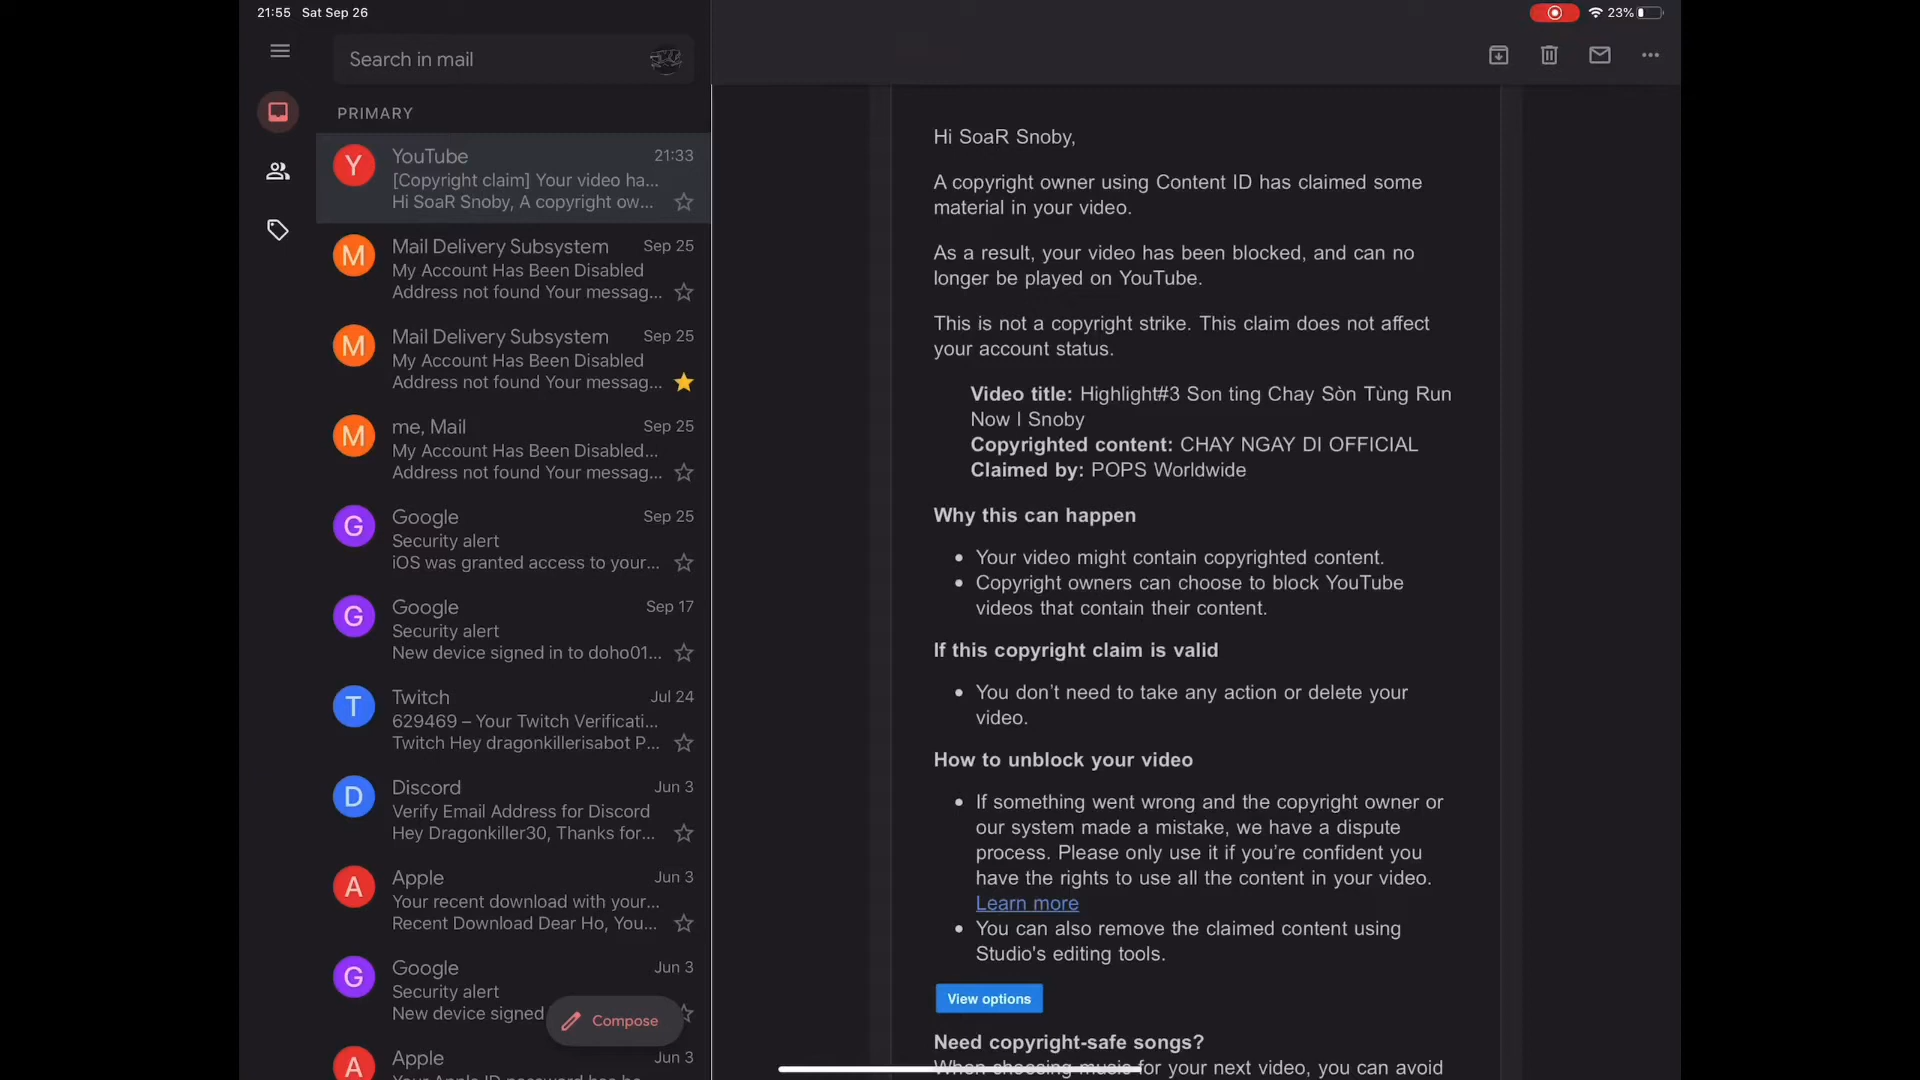 21:55 Sat Sep 26
23%
Search in mail
PRIMARY
YouTube 21:33
[Copyright claim] Your video ha...
Hi SoaR Snoby, A copyright ow...
Mail Delivery Subsystem Sep 25
My Account Has Been Disabled
Address not found Your messag...
Mail Delivery Subsystem Sep 25
My Account Has Been Disabled
Address not found Your messag...
me, Mail Sep 25
My Account Has Been Disabled...
Address not found Your messag...
Google Sep 25
Security alert
iOS was granted access to your...
Google Sep 17
Security alert
New device signed in to doho01...
Twitch Jul 24
629469 – Your Twitch Verificati...
Twitch Hey dragonkillerisabot P...
Discord Jun 3
Verify Email Address for Discord
Hey Dragonkiller30, Thanks for...
Apple Jun 3
Your recent download with your...
Recent Download Dear Ho, You...
Google Jun 3
Security alert
New device signed
Compose
Apple Jun 3
Y
M
M
M
G
G
T
D
A
G
A
Hi SoaR Snoby,
A copyright owner using Content ID has claimed some
material in your video.
As a result, your video has been blocked, and can no
longer be played on YouTube.
This is not a copyright strike. This claim does not affect
your account status.
Video title: Highlight#3 Son ting Chay Sòn Tùng Run
Now I Snoby
Copyrighted content: CHAY NGAY DI OFFICIAL
Claimed by: POPS Worldwide
Why this can happen
• Your video might contain copyrighted content.
• Copyright owners can choose to block YouTube
videos that contain their content.
If this copyright claim is valid
• You don't need to take any action or delete your
video.
How to unblock your video
• If something went wrong and the copyright owner or
our system made a mistake, we have a dispute
process. Please only use it if you're confident you
have the rights to use all the content in your video.
Learn more
• You can also remove the claimed content using
Studio's editing tools.
View options
Need copyright-safe songs?
When choosing music for your next video, you can avoid